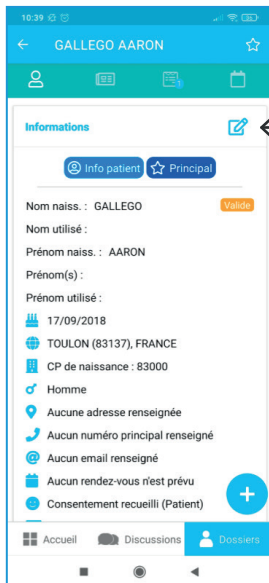 10:39
GALLEGO AARON
Informations
Info patient Principal
Nom naiss. : GALLEGO Valide
Nom utilisé :
Prénom naiss. : AARON
Prénom(s) :
Prénom utilisé :
17/09/2018
TOULON (83137), FRANCE
CP de naissance : 83000
Homme
Aucune adresse renseignée
Aucun numéro principal renseigné
Aucun email renseigné
Aucun rendez-vous n'est prévu
Consentement recueilli (Patient)
Accueil Discussions Dossiers